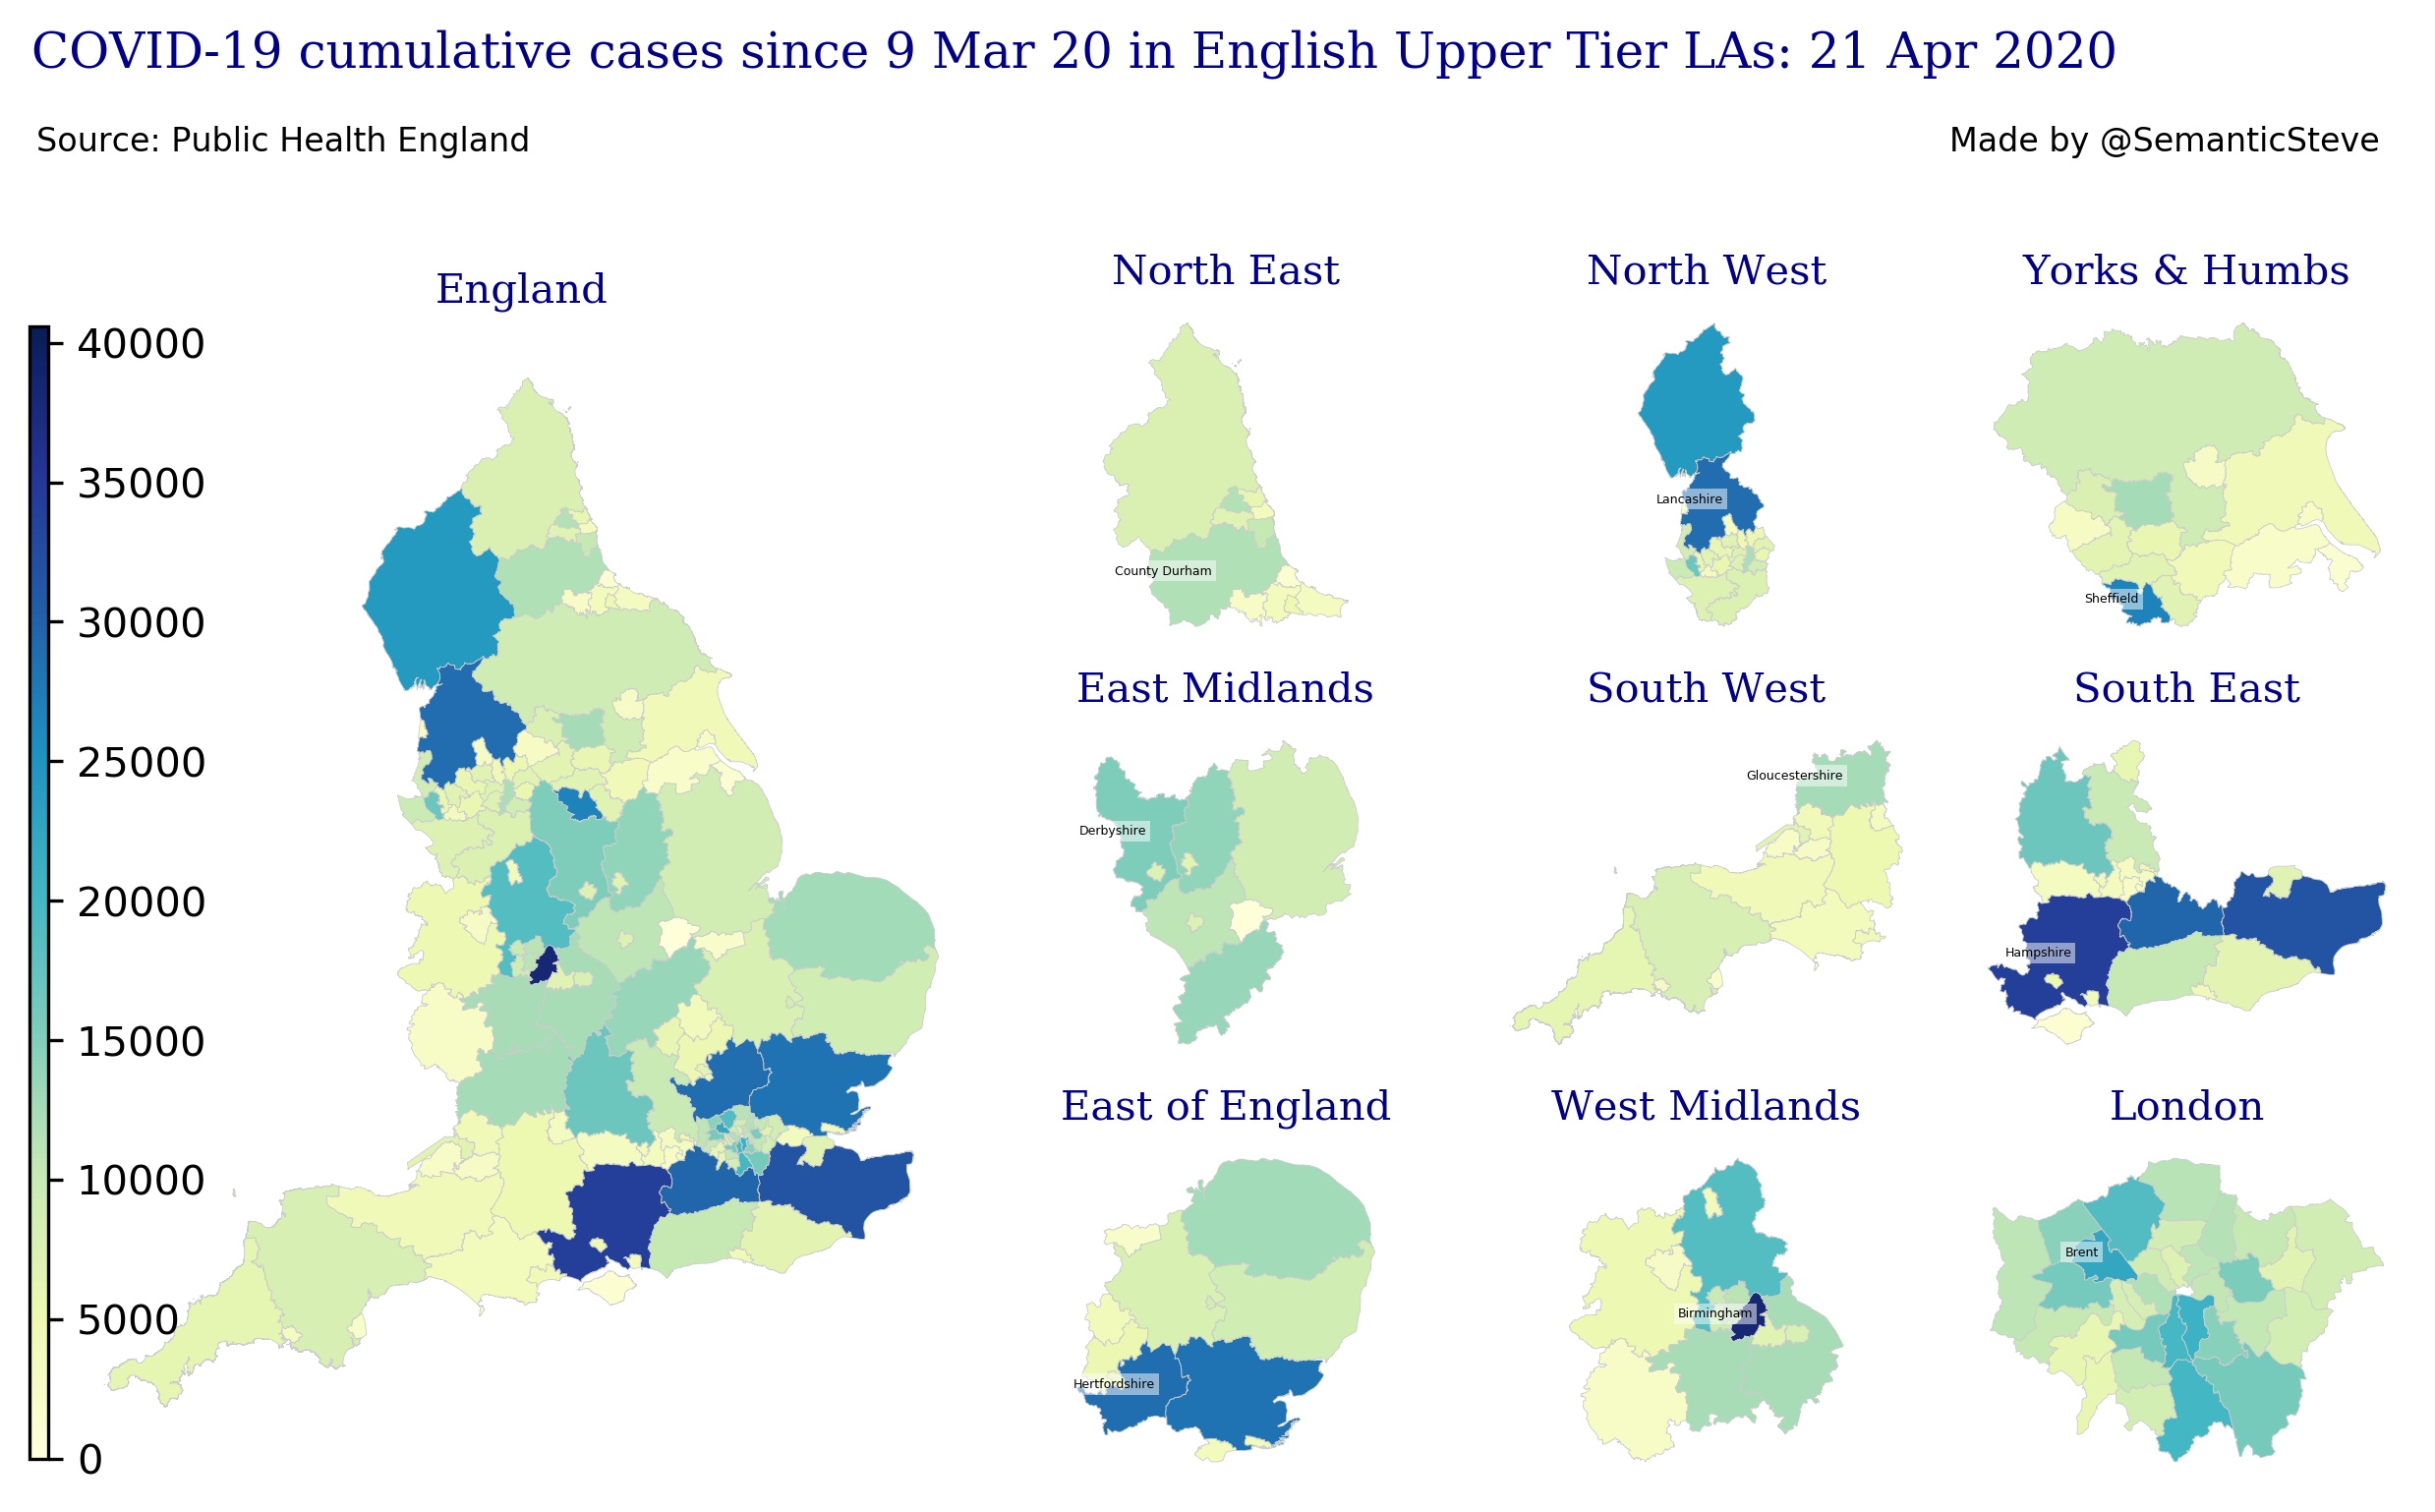 COVID-19 cumulative cases since 9 Mar 20 in English Upper Tier LAs: 21 Apr 2020
Source: Public Health England
Made by @SemanticSteve
England
40000
35000
30000
25000
20000
15000
10000
5000
0
North East
County Durham
North West
Lancashire
Yorks & Humbs
Sheffield
East Midlands
Derbyshire
South West
Gloucestershire
South East
Hampshire
East of England
Hertfordshire
West Midlands
Birmingham
London
Brent